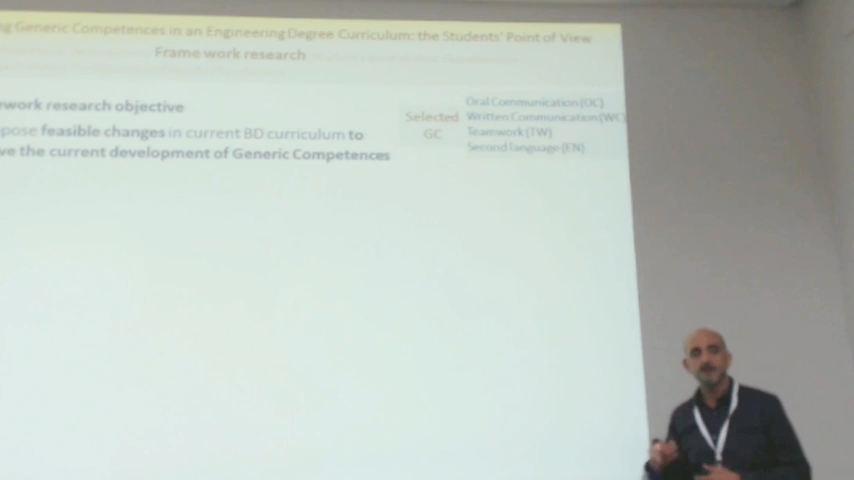 Generic Competences in an Engineering Degree Curriculum: the Students' Point of View
Frame work research
work research objective
pose feasible changes in current BD curriculum to
ve the current development of Generic Competences
Selected
GC
Oral Communication (OC)
Written Communication (WC)
Teamwork (TW)
Second language (EN)